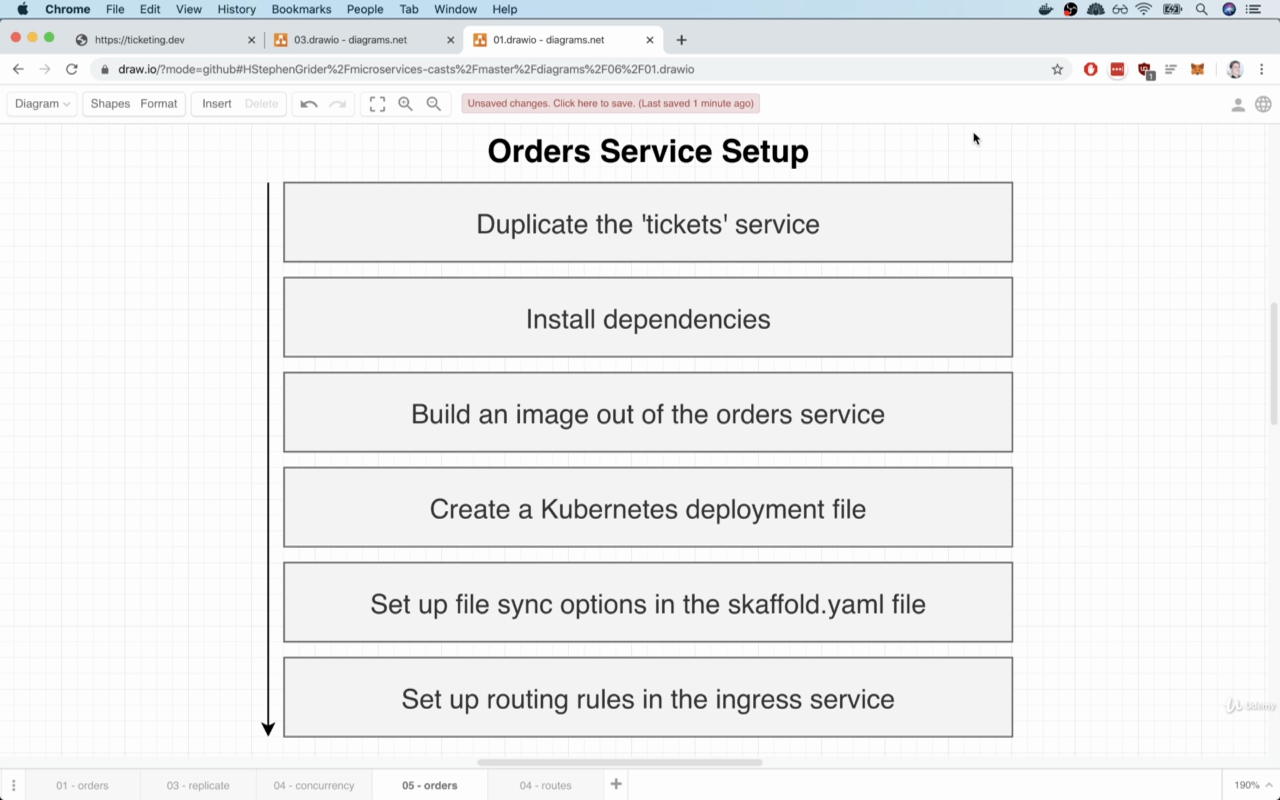 Chrome File Edit View History Bookmarks People Tab Window Help
https://ticketing.dev
03.drawio - diagrams.net
01.drawio - diagrams.net
draw.io/?mode=github#HStephenGrider%2Fmicroservices-casts%2Fmaster%2Fdiagrams%2F06%2F01.drawio
Diagram Shapes Format Insert Delete Unsaved changes. Click here to save. (Last saved 1 minute ago)
Orders Service Setup
Duplicate the 'tickets' service
Install dependencies
Build an image out of the orders service
Create a Kubernetes deployment file
Set up file sync options in the skaffold.yaml file
Set up routing rules in the ingress service
Udemy
01 - orders 03 - replicate 04 - concurrency 05 - orders 04 - routes 190%